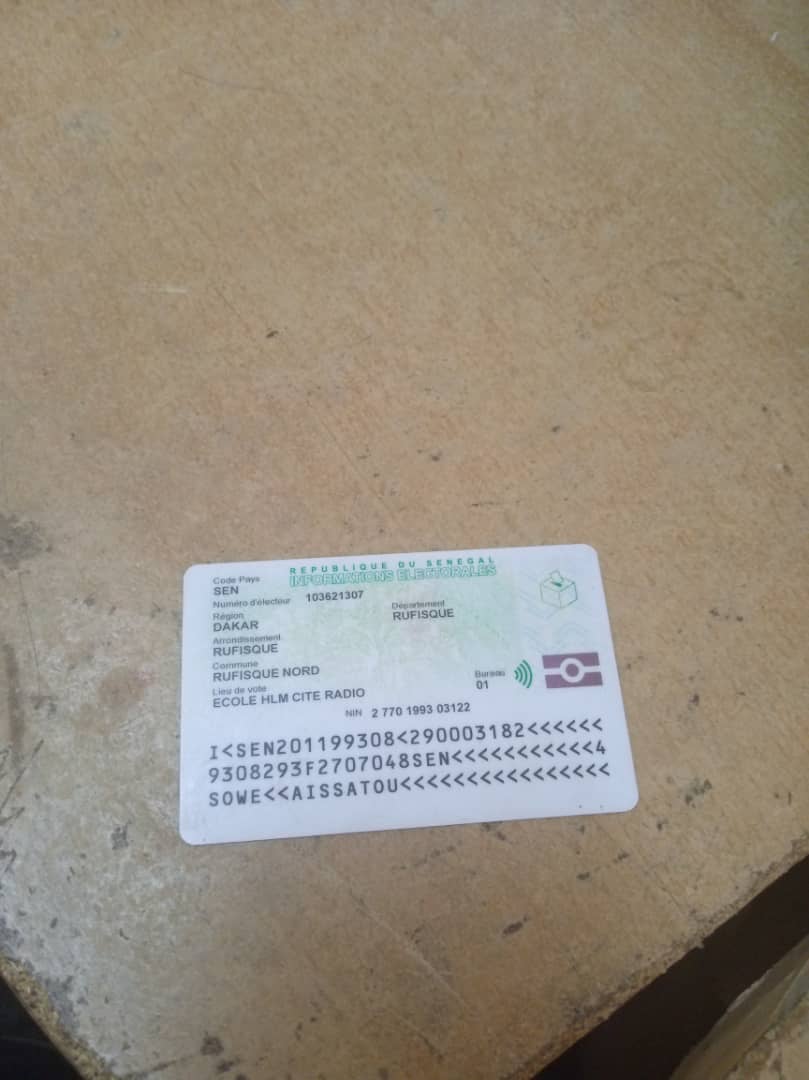 REPUBLIQUE DU SENEGAL
INFORMATIONS ELECTORALES
Code Pays
SEN
Numéro d'électeur 103621307
Région
DAKAR
Département
RUFISQUE
Arrondissement
RUFISQUE
Commune
RUFISQUE NORD
Lieu de vote
ECOLE HLM CITE RADIO
Bureau
01
NIN 2 770 1993 03122
I<SEN201199308<290003182<<<<<<
9308293F2707048SEN<<<<<<<<<<<4
SOWE<<AISSATOU<<<<<<<<<<<<<<<<